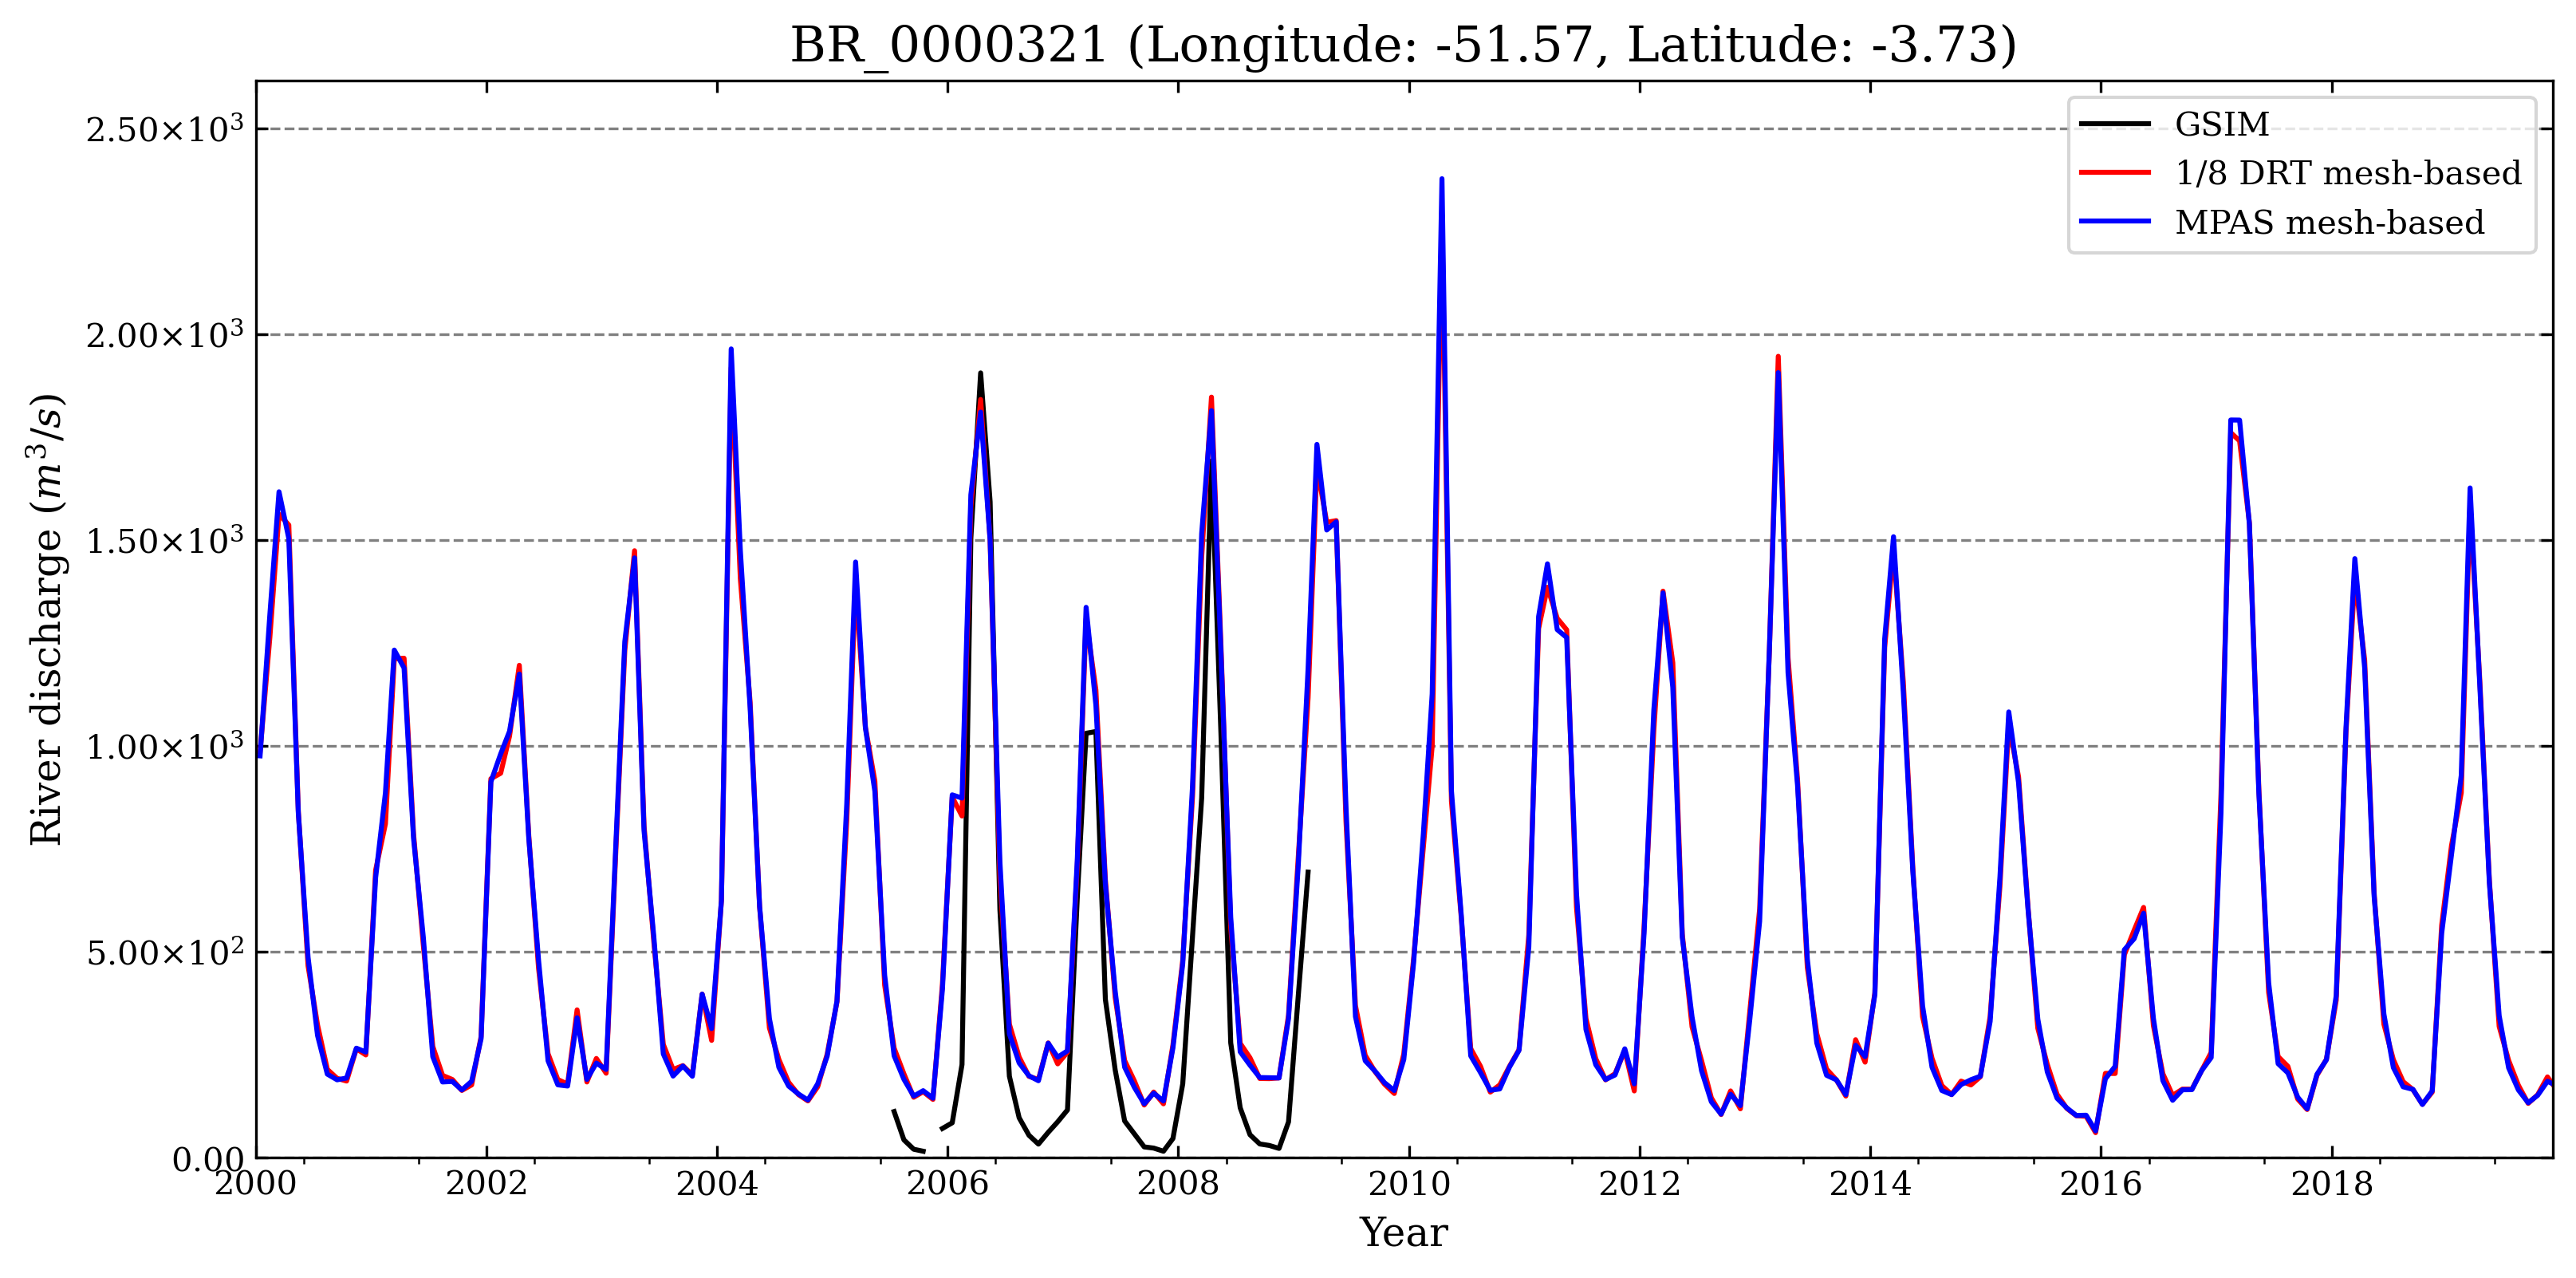 BR_0000321 (Longitude: -51.57, Latitude: -3.73)
2.50×10³
2.00×10³
1.50×10³
1.00×10³
5.00×10²
0.00
River discharge (m³/s)
GSIM
1/8 DRT mesh-based
MPAS mesh-based
2000 2002 2004 2006 2008 2010 2012 2014 2016 2018
Year